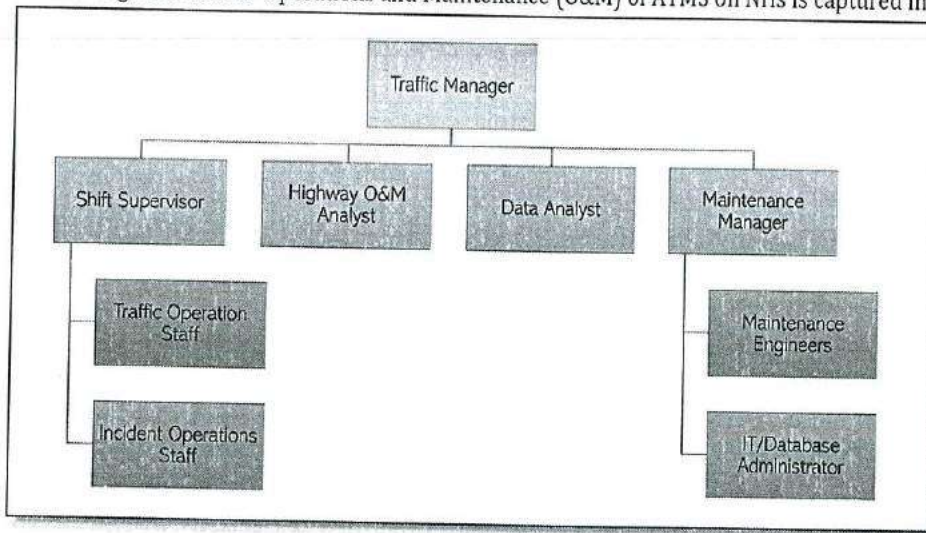 Operations and Maintenance (O&M) of ATMS on NHs is captured in
Traffic Manager
Shift Supervisor
Highway O&M
Analyst
Data Analyst
Maintenance
Manager
Traffic Operation
Staff
Incident Operations
Staff
Maintenance
Engineers
IT/Database
Administrator